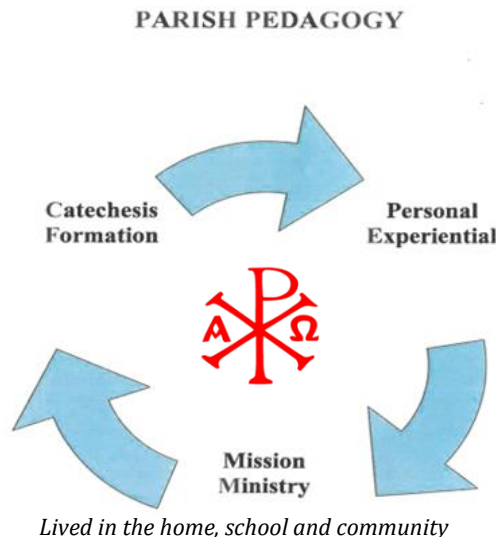 PARISH PEDAGOGY
Catechesis
Formation
Personal
Experiential
Α Ω
Mission
Ministry
Lived in the home, school and community